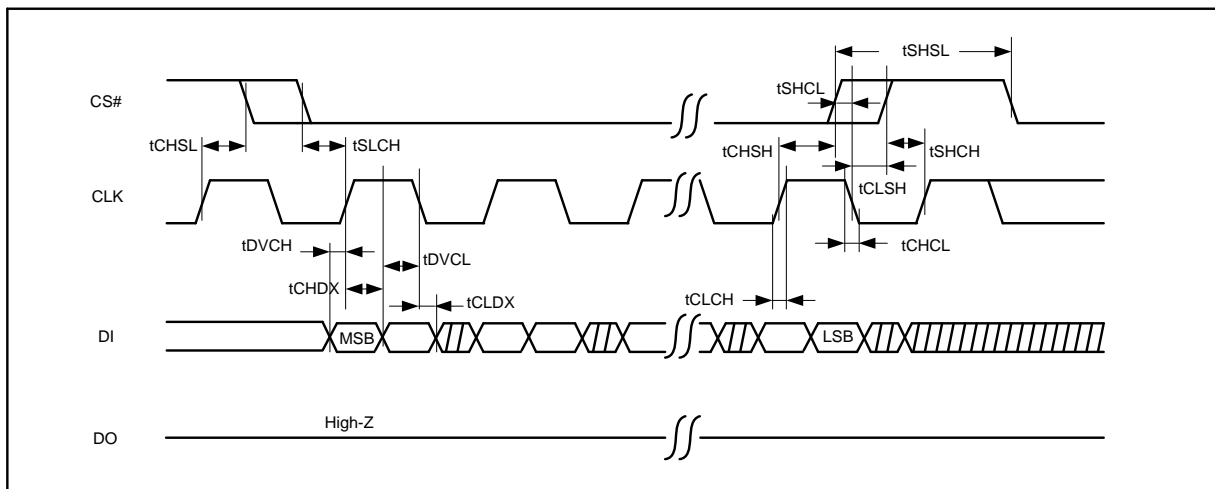 tSHSL
tSHCL
CS#
tCHSL
tSLCH
tCHSH
tSHCH
tCLSH
CLK
tDVCH
tDVCL
tCHCL
tCHDX
tCLDX
tCLCH
DI
MSB
LSB
High-Z
DO